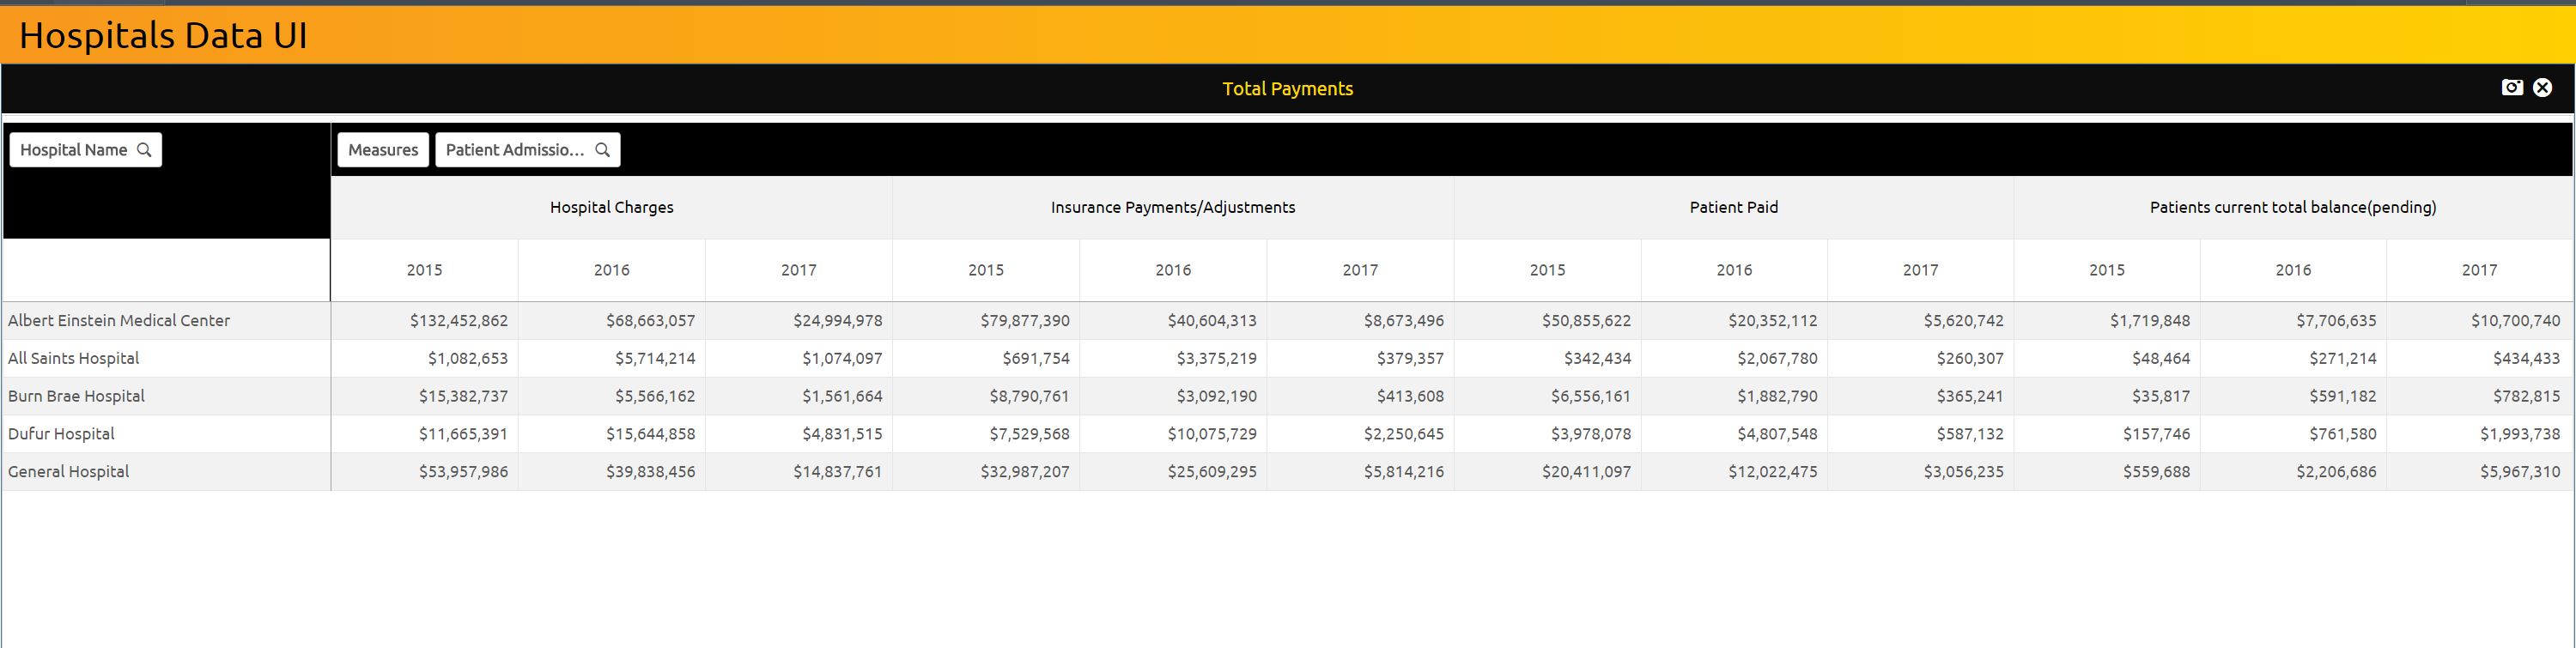 Hospitals Data UI
Total Payments
Hospital Name Measures Patient Admissio...
Hospital Charges Insurance Payments/Adjustments Patient Paid Patients current total balance(pending)
2015 2016 2017 2015 2016 2017 2015 2016 2017 2015 2016 2017
Albert Einstein Medical Center $132,452,862 $68,663,057 $24,994,978 $79,877,390 $40,604,313 $8,673,496 $50,855,622 $20,352,112 $5,620,742 $1,719,848 $7,706,635 $10,700,740
All Saints Hospital $1,082,653 $5,714,214 $1,074,097 $691,754 $3,375,219 $379,357 $342,434 $2,067,780 $260,307 $48,464 $271,214 $434,433
Burn Brae Hospital $15,382,737 $5,566,162 $1,561,664 $8,790,761 $3,092,190 $413,608 $6,556,161 $1,882,790 $365,241 $35,817 $591,182 $782,815
Dufur Hospital $11,665,391 $15,644,858 $4,831,515 $7,529,568 $10,075,729 $2,250,645 $3,978,078 $4,807,548 $587,132 $157,746 $761,580 $1,993,738
General Hospital $53,957,986 $39,838,456 $14,837,761 $32,987,207 $25,609,295 $5,814,216 $20,411,097 $12,022,475 $3,056,235 $559,688 $2,206,686 $5,967,310